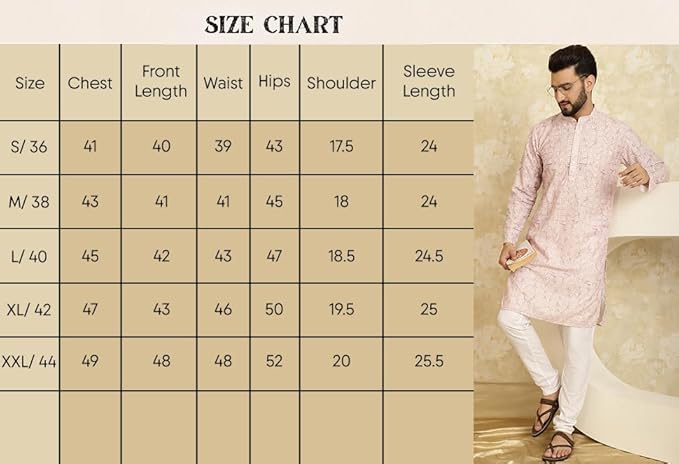 SIZE CHART
Size Chest Front Length Waist Hips Shoulder Sleeve Length
S/ 36 41 40 39 43 17.5 24
M/ 38 43 41 41 45 18 24
L/ 40 45 42 43 47 18.5 24.5
XL/ 42 47 43 46 50 19.5 25
XXL/ 44 49 48 48 52 20 25.5